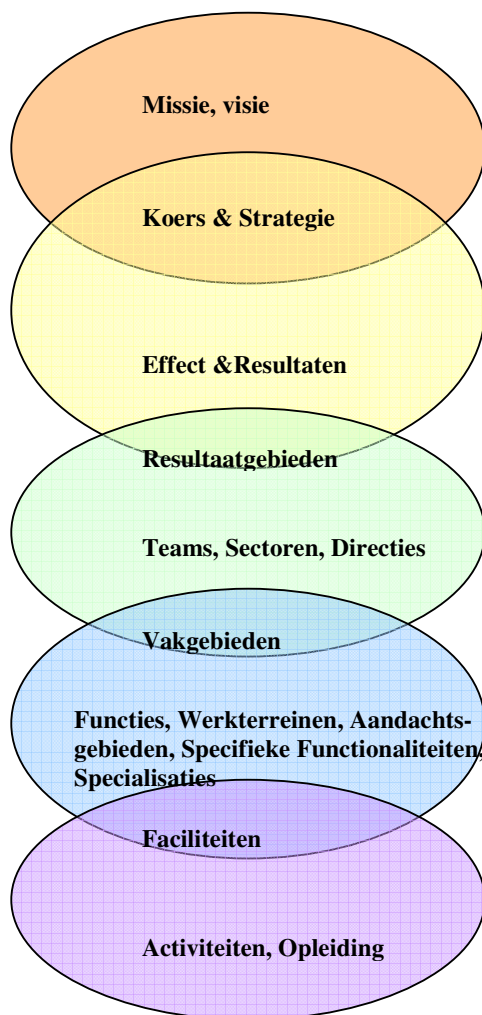 Missie, visie
Koers & Strategie
Effect &Resultaten
Resultaatgebieden
Teams, Sectoren, Directies
Vakgebieden
Functies, Werkterreinen, Aandachts-
gebieden, Specifieke Functionaliteiten,
Specialisaties
Faciliteiten
Activiteiten, Opleiding